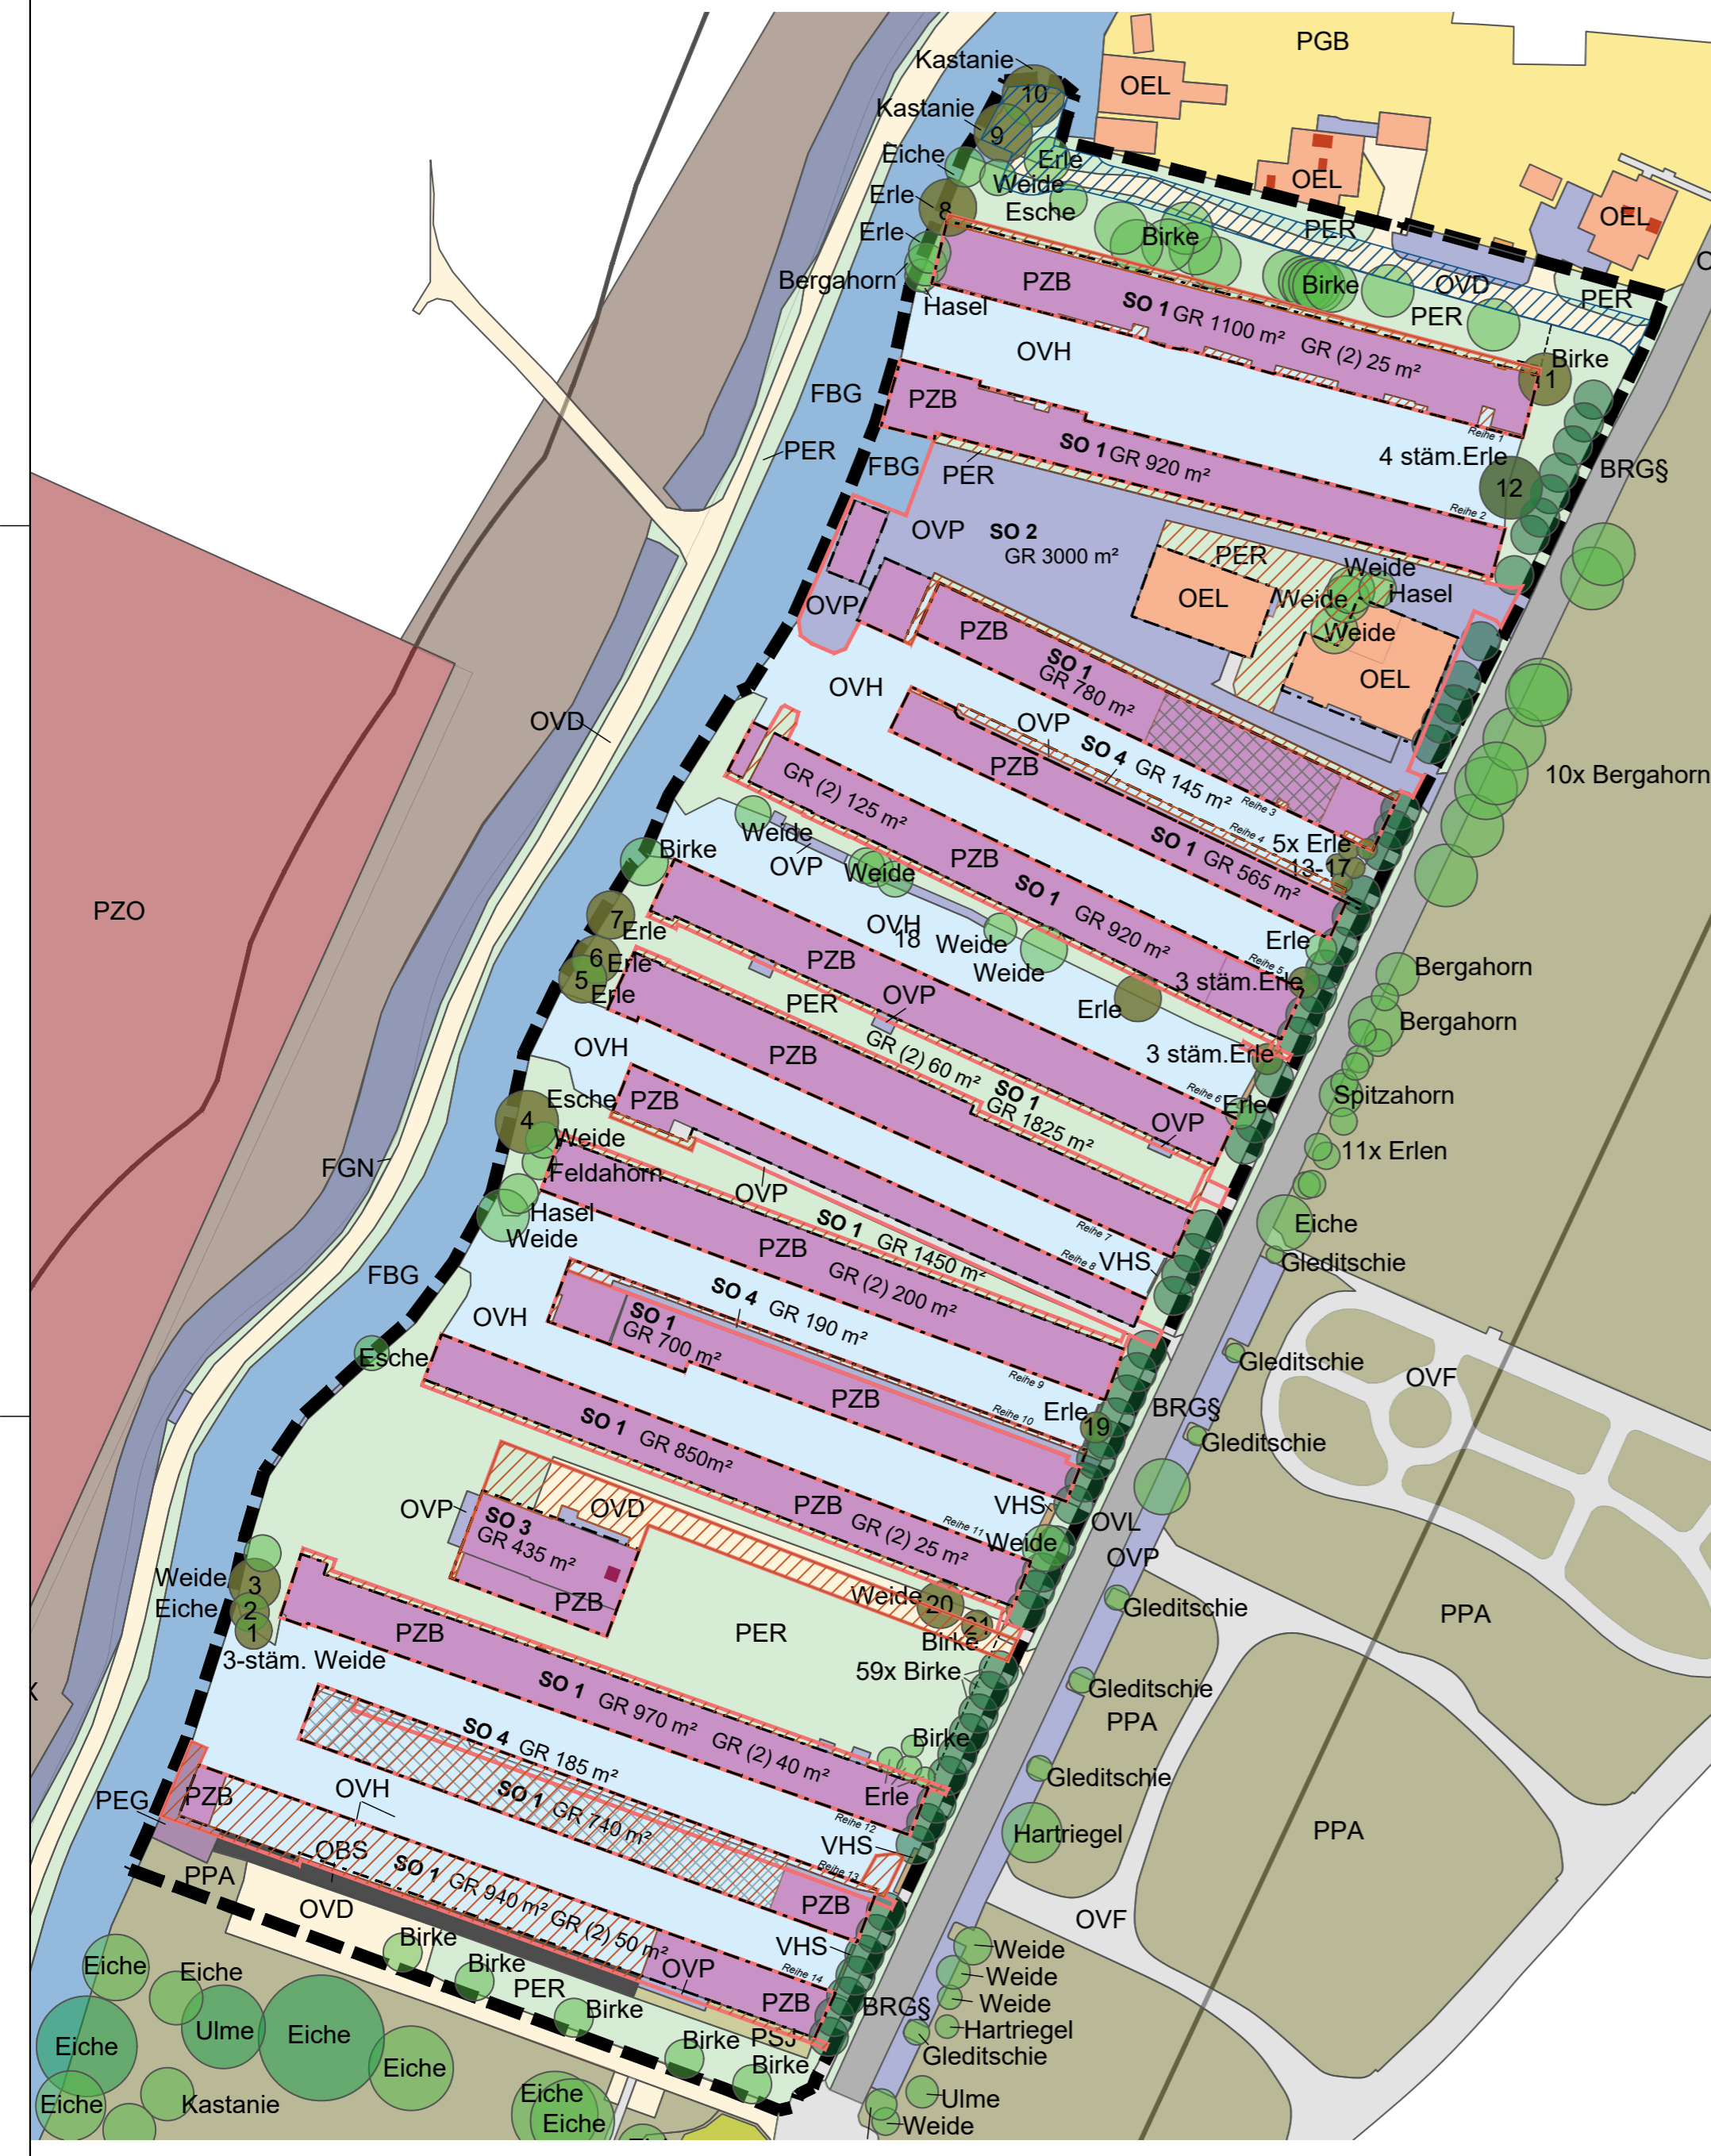 PGB
Kastanie
OEL
10
Kastanie
9
Eiche
Erle
OEL
Weide
Erle
8
Esche
OEL
Erle
Birke
PER
Bergahorn
PZB
Birke
OVD
PER
Hasel
SO 1 GR 1100 m²
GR (2) 25 m²
PER
OVH
Birke
1
FBG
PZB
Reihe 1
PER
SO 1 GR 920 m²
4 stäm.Erle
FBG
PER
12
BRG§
Reihe 2
OVP
SO 2
GR 3000 m²
PER
Weide
OEL
Weide
Hasel
OVP
PZB
Weide
SO 1
GR 780 m²
OEL
OVH
OVD
OVP
SO 4 GR 145 m²
PZB
10x Bergahorn
GR (2) 125 m²
Reihe 3
Reihe 4
Weide
5x Erle
13-17
Birke
OVP
PZB
SO 1 GR 565 m²
Weide
PZO
SO 1 GR 920 m²
7
Erle
OVH
18
Weide
Erle
6
Erle
PZB
Reihe 5
Weide
3 stäm.Erle
Bergahorn
5
Erle
PER
OVP
Erle
Bergahorn
OVH
GR (2) 60 m²
PZB
3 stäm.Erle
SO 1
GR 1825 m²
Reihe 6
Erle
Spitzahorn
Esche
PZB
4
OVP
Weide
11x Erlen
FGN
Feldahorn
OVP
Hasel
SO 1 GR 1450 m²
Reihe 7
Eiche
Weide
PZB
Reihe 8
VHS
Gleditschie
FBG
GR (2) 200 m²
SO 4 GR 190 m²
OVH
SO 1
GR 700 m²
Esche
Gleditschie
Reihe 9
OVF
PZB
Reihe 10
Erle
19
BRG§
SO 1 GR 850m²
Gleditschie
OVP
OVD
PZB
VHS
SO 3
GR 435 m²
GR (2) 25 m²
Reihe 11
OVL
Weide
OVP
Weide
3
PZB
Weide
20
Eiche
2
Gleditschie
PPA
1
PZB
PER
Birke
3-stäm. Weide
59x Birke
SO 1 GR 970 m²
Gleditschie
PPA
SO 4 GR 185 m²
GR (2) 40 m²
Birke
Gleditschie
PEG
PZB
OVH
SO 1 GR 740 m²
Erle
Reihe 12
Hartriegel
PPA
OBS
VHS
SO 1 GR 940 m²
Reihe 13
PPA
PZB
OVD
GR (2) 50 m²
OVF
Birke
VHS
Weide
Eiche
Eiche
Birke
OVP
Reihe 14
Weide
PER
PZB
Weide
Ulme
Eiche
Birke
BRG§
Hartriegel
Eiche
Birke
PSJ
Gleditschie
Eiche
Birke
Eiche
Kastanie
Eiche
Ulme
Eiche
Weide